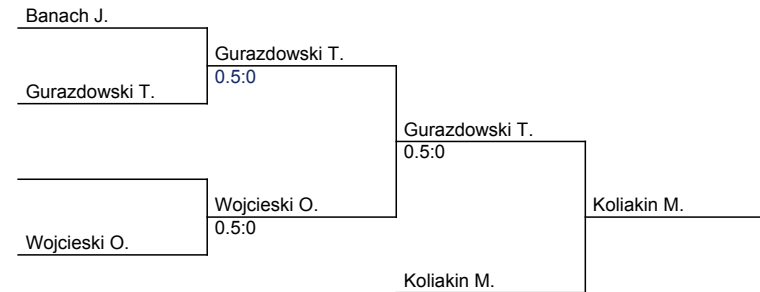 Banach J.
Gurazdowski T.
0.5:0
Gurazdowski T.
Gurazdowski T.
0.5:0
Wojcieski O.
Koliakin M.
0.5:0
Wojcieski O.
Koliakin M.